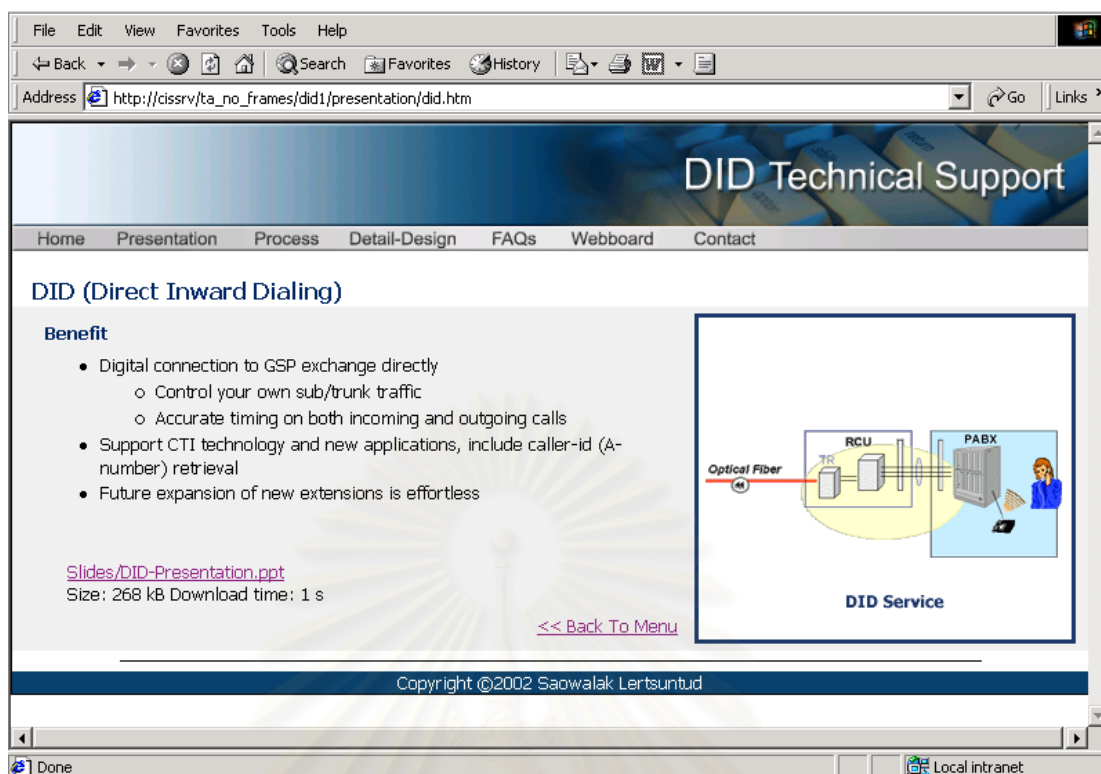 File Edit View Favorites Tools Help
Back Search Favorites History
Address http://cissrv/ta_no_frames/did1/presentation/did.htm Go Links
DID Technical Support
Home Presentation Process Detail-Design FAQs Webboard Contact
DID (Direct Inward Dialing)
Benefit
• Digital connection to GSP exchange directly
o Control your own sub/trunk traffic
o Accurate timing on both incoming and outgoing calls
• Support CTI technology and new applications, include caller-id (A-
number) retrieval
• Future expansion of new extensions is effortless
Slides/DID-Presentation.ppt
Size: 268 kB Download time: 1 s
<< Back To Menu
RCU
PABX
TR
Optical Fiber
DID Service
Copyright ©2002 Saowalak Lertsuntud
Done Local intranet